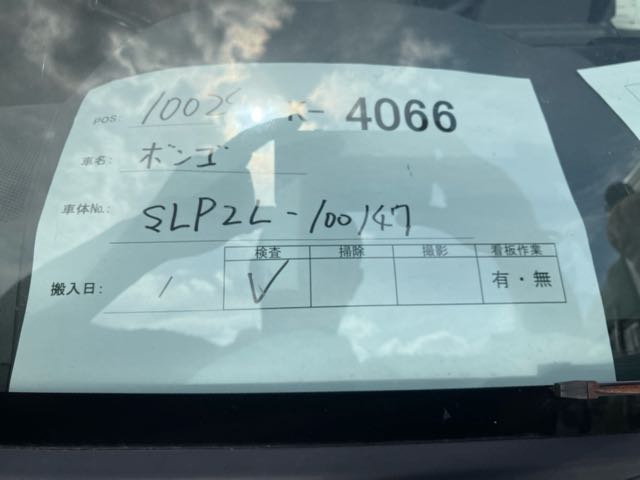 POS: 1002 K- 4066
車名: ボンゴ
車体No.: SLP2L-100147
検査 掃除 撮影 看板作業
搬入日: / ✓ 有・無